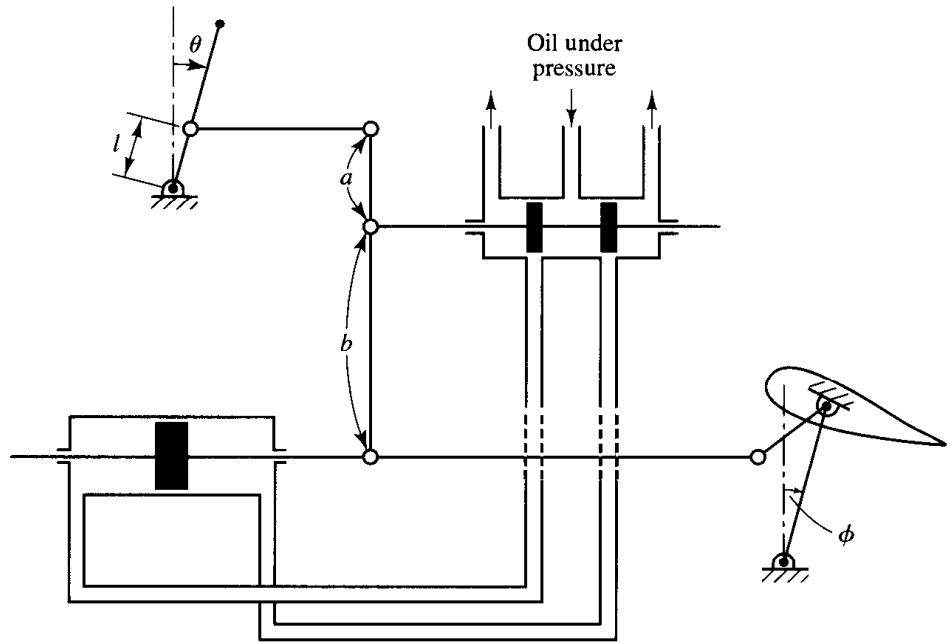 θ
Oil under
pressure
l
a
b
ϕ